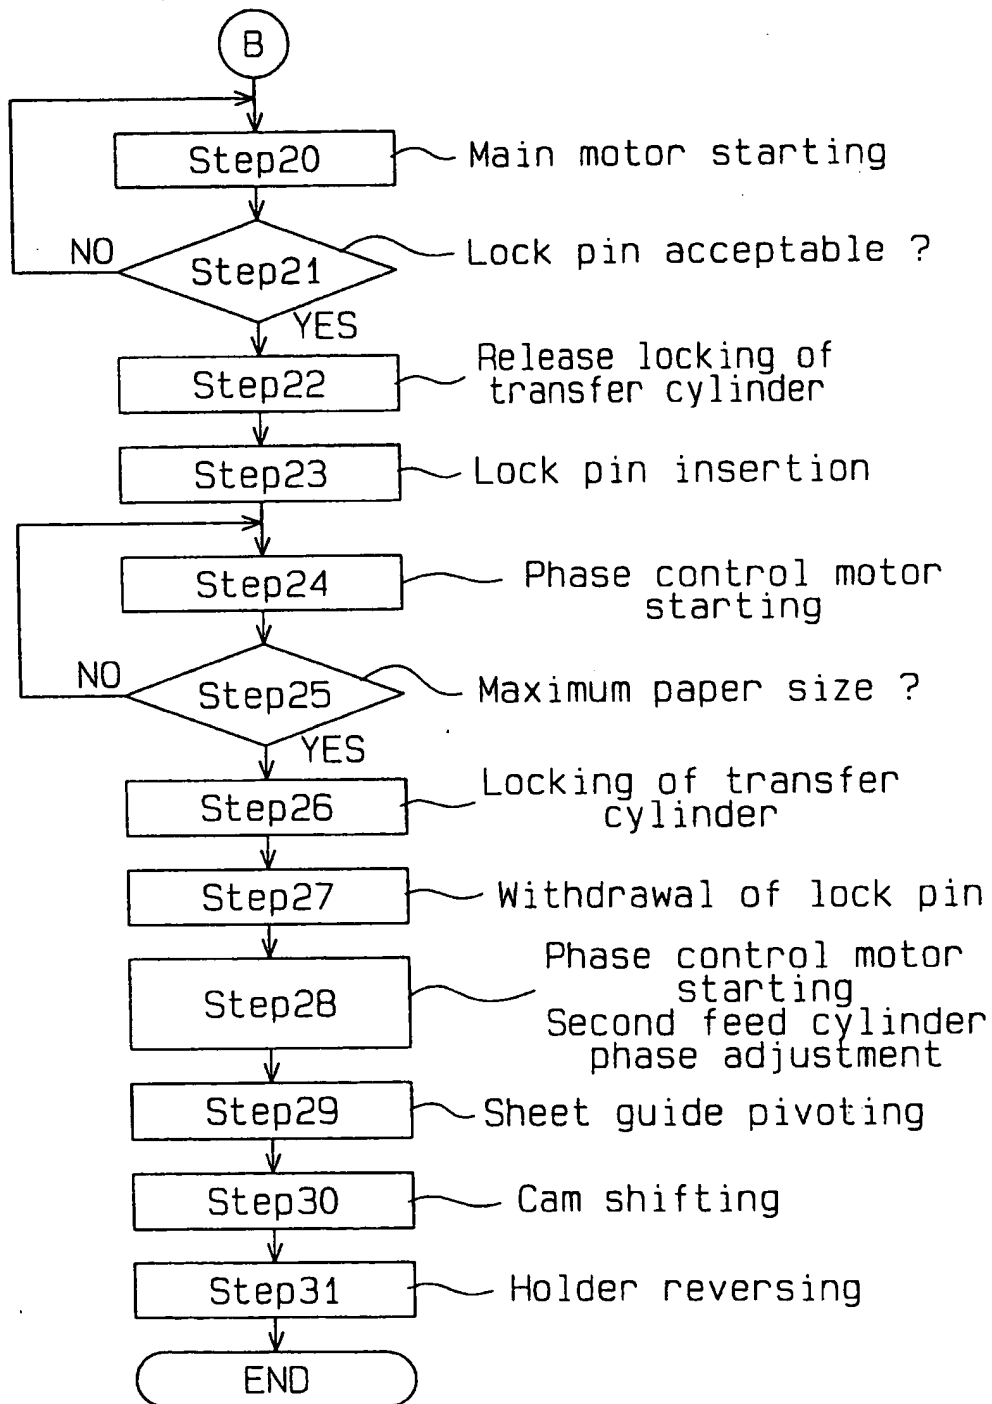 B
Step20
Main motor starting
NO
Step21
Lock pin acceptable ?
YES
Step22
Release locking of
transfer cylinder
Step23
Lock pin insertion
Step24
Phase control motor
starting
NO
Step25
Maximum paper size ?
YES
Step26
Locking of transfer
cylinder
Step27
Withdrawal of lock pin
Step28
Phase control motor
starting
Second feed cylinder
phase adjustment
Step29
Sheet guide pivoting
Step30
Cam shifting
Step31
Holder reversing
END